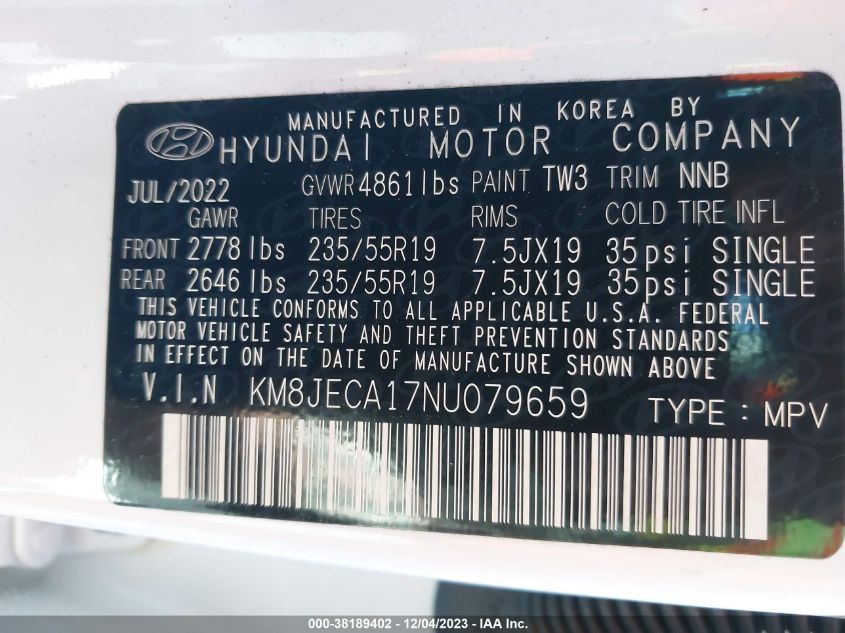 MANUFACTURED IN KOREA BY
HYUNDAI MOTOR COMPANY
JUL/2022 GVWR 4861lbs PAINT TW3 TRIM NNB
GAWR TIRES RIMS COLD TIRE INFL
FRONT 2778 lbs 235/55R19 7.5JX19 35psi SINGLE
REAR 2646 lbs 235/55R19 7.5JX19 35psi SINGLE
THIS VEHICLE CONFORMS TO ALL APPLICABLE U.S.A. FEDERAL
MOTOR VEHICLE SAFETY AND THEFT PREVENTION STANDARDS
IN EFFECT ON THE DATE OF MANUFACTURE SHOWN ABOVE
V.I.N KM8JECA17NU079659 TYPE : MPV
000-38189402 - 12/04/2023 - IAA Inc.